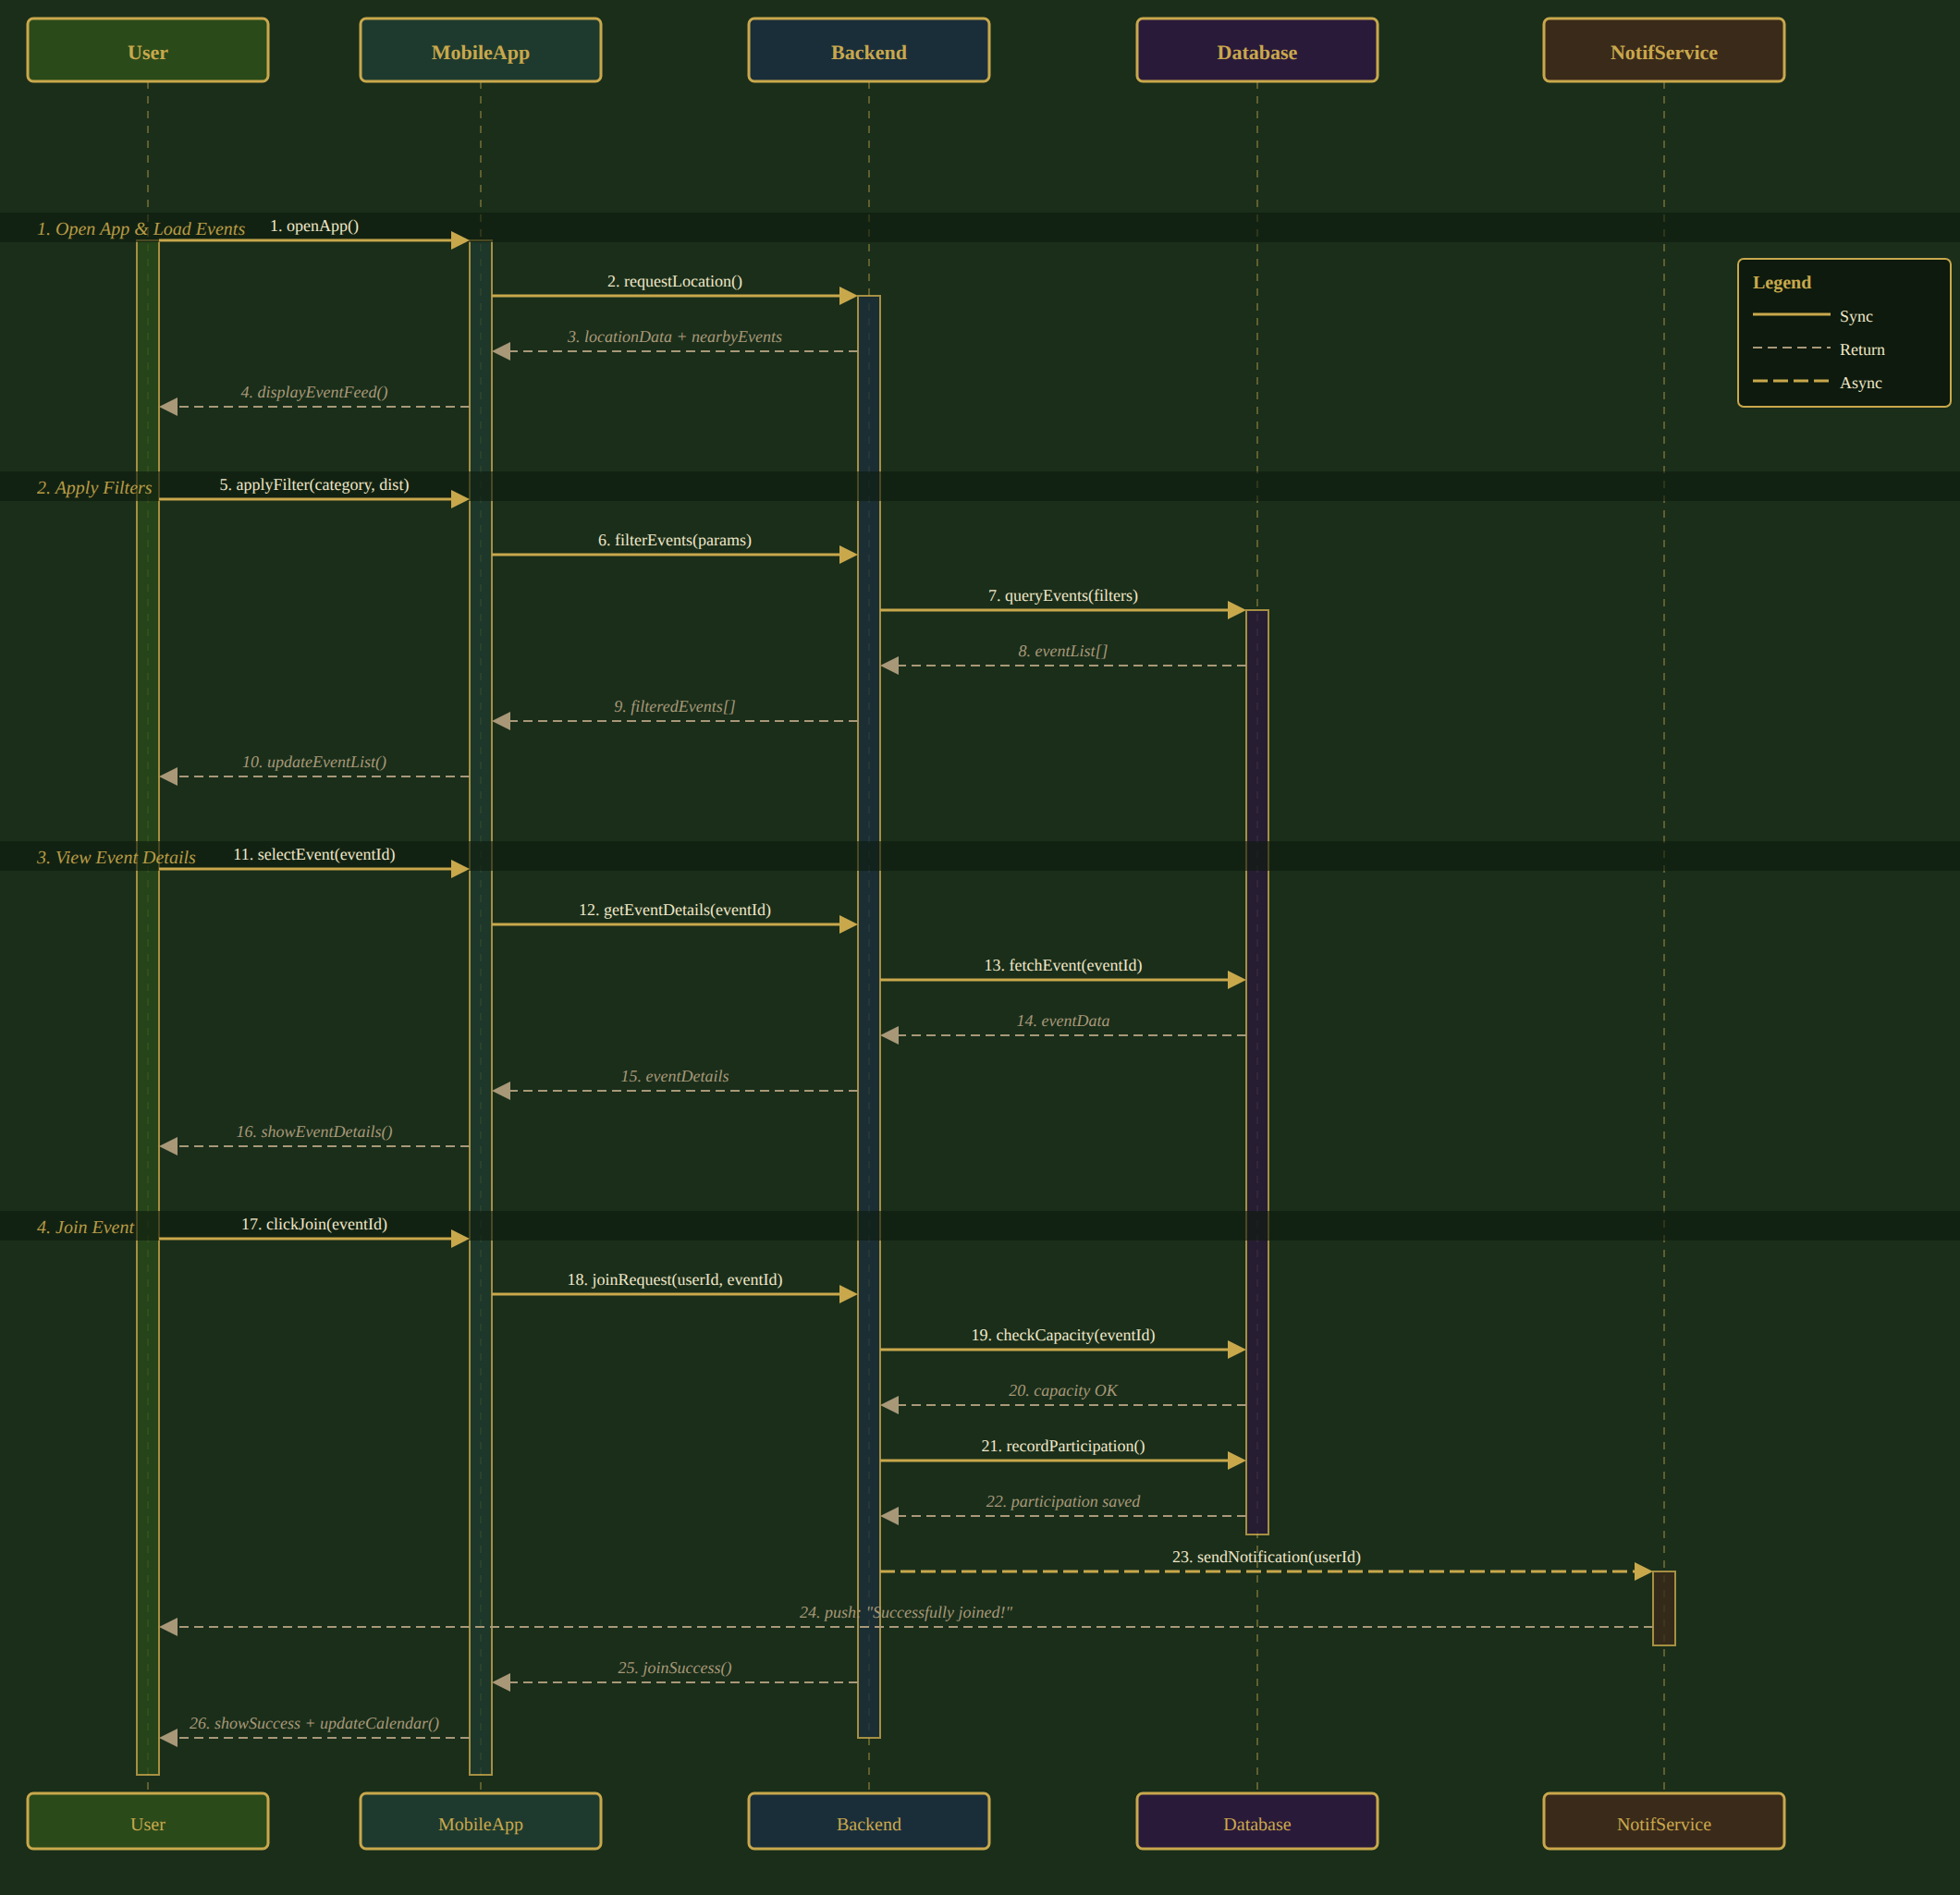 User
MobileApp
Backend
Database
NotifService
1. Open App & Load Events
1. openApp()
2. requestLocation()
Legend
Sync
Return
Async
3. locationData + nearbyEvents
4. displayEventFeed()
2. Apply Filters
5. applyFilter(category, dist)
6. filterEvents(params)
7. queryEvents(filters)
8. eventList[]
9. filteredEvents[]
10. updateEventList()
3. View Event Details
11. selectEvent(eventId)
12. getEventDetails(eventId)
13. fetchEvent(eventId)
14. eventData
15. eventDetails
16. showEventDetails()
4. Join Event
17. clickJoin(eventId)
18. joinRequest(userId, eventId)
19. checkCapacity(eventId)
20. capacity OK
21. recordParticipation()
22. participation saved
23. sendNotification(userId)
24. push: "Successfully joined!"
25. joinSuccess()
26. showSuccess + updateCalendar()
User
MobileApp
Backend
Database
NotifService